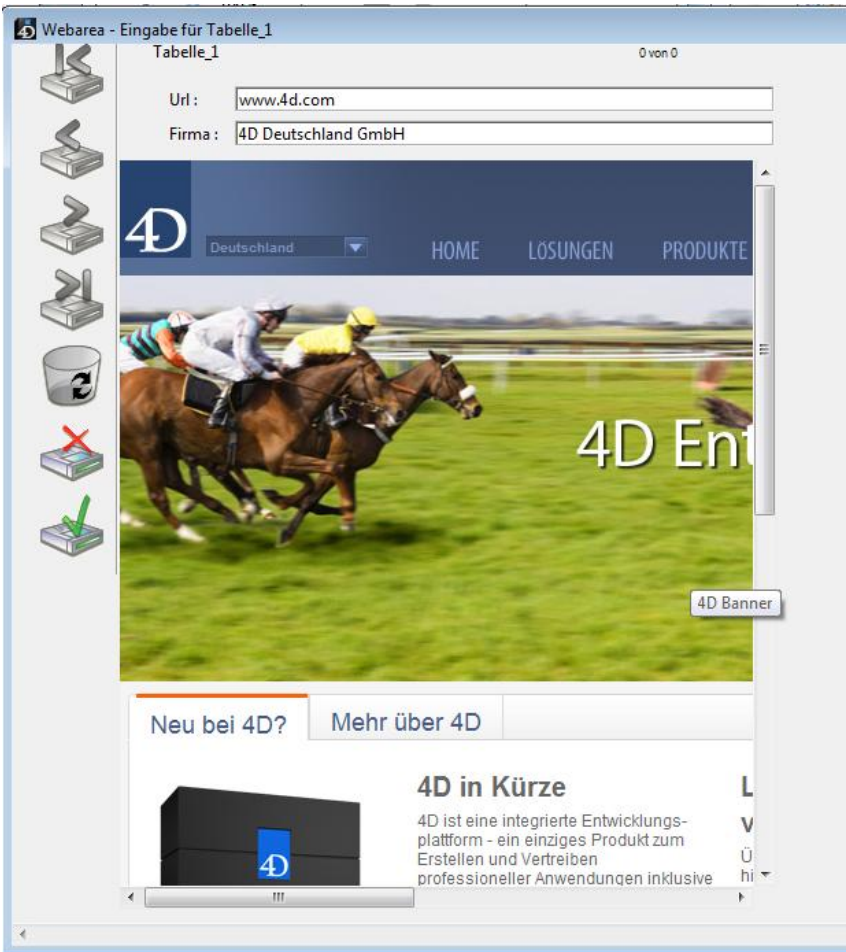 Webarea - Eingabe für Tabelle_1
Tabelle_1
0 von 0
Url :
www.4d.com
Firma :
4D Deutschland GmbH
4D
Deutschland
HOME
LÖSUNGEN
PRODUKTE
4D Ent
4D Banner
Neu bei 4D?
Mehr über 4D
4D in Kürze
4D ist eine integrierte Entwicklungs-
plattform - ein einziges Produkt zum
Erstellen und Vertreiben
professioneller Anwendungen inklusive
L
v
Ü
hi
4D